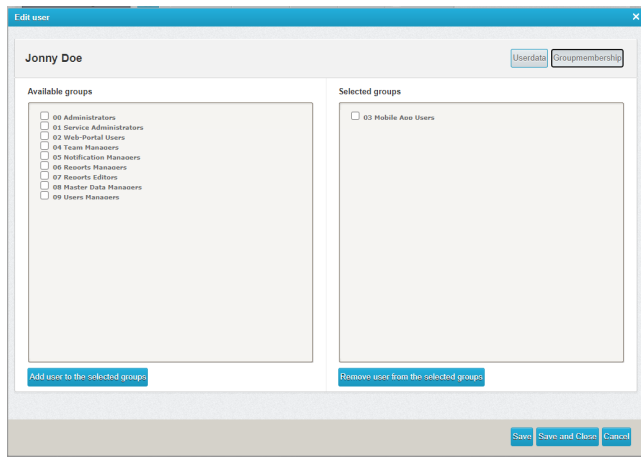 Edit user
×
Jonny Doe
Userdata
Groupmembership
Available groups
00 Administrators
01 Service Administrators
02 Web-Portal Users
04 Team Managers
05 Notification Managers
06 Reports Managers
07 Reports Editors
08 Master Data Managers
09 Users Managers
Add user to the selected groups
Selected groups
03 Mobile App Users
Remove user from the selected groups
Save
Save and Close
Cancel